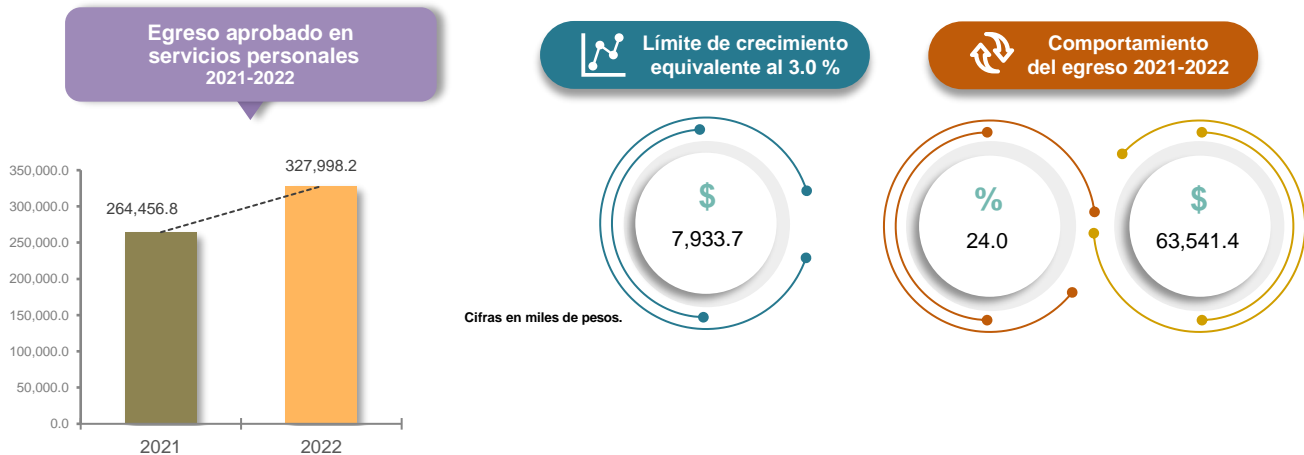 Egreso aprobado en
servicios personales
2021-2022
Límite de crecimiento
equivalente al 3.0 %
Comportamiento
del egreso 2021-2022
350,000.0
300,000.0
250,000.0
200,000.0
150,000.0
100,000.0
50,000.0
0.0
264,456.8
327,998.2
2021
2022
$
7,933.7
%
24.0
$
63,541.4
Cifras en miles de pesos.